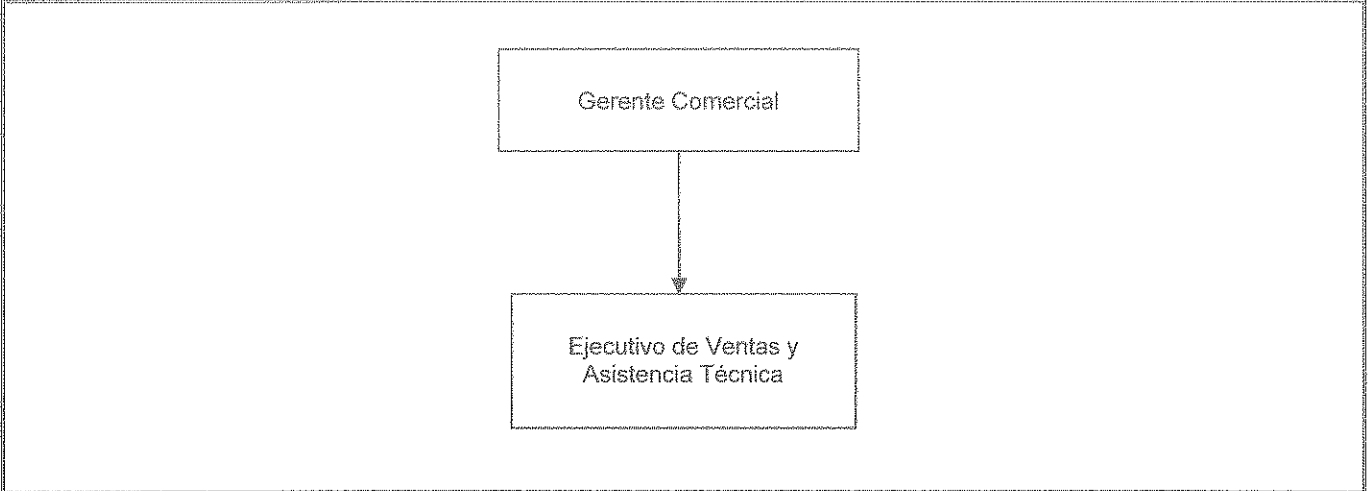 Gerente Comercial
Ejecutivo de Ventas y
Asistencia Técnica